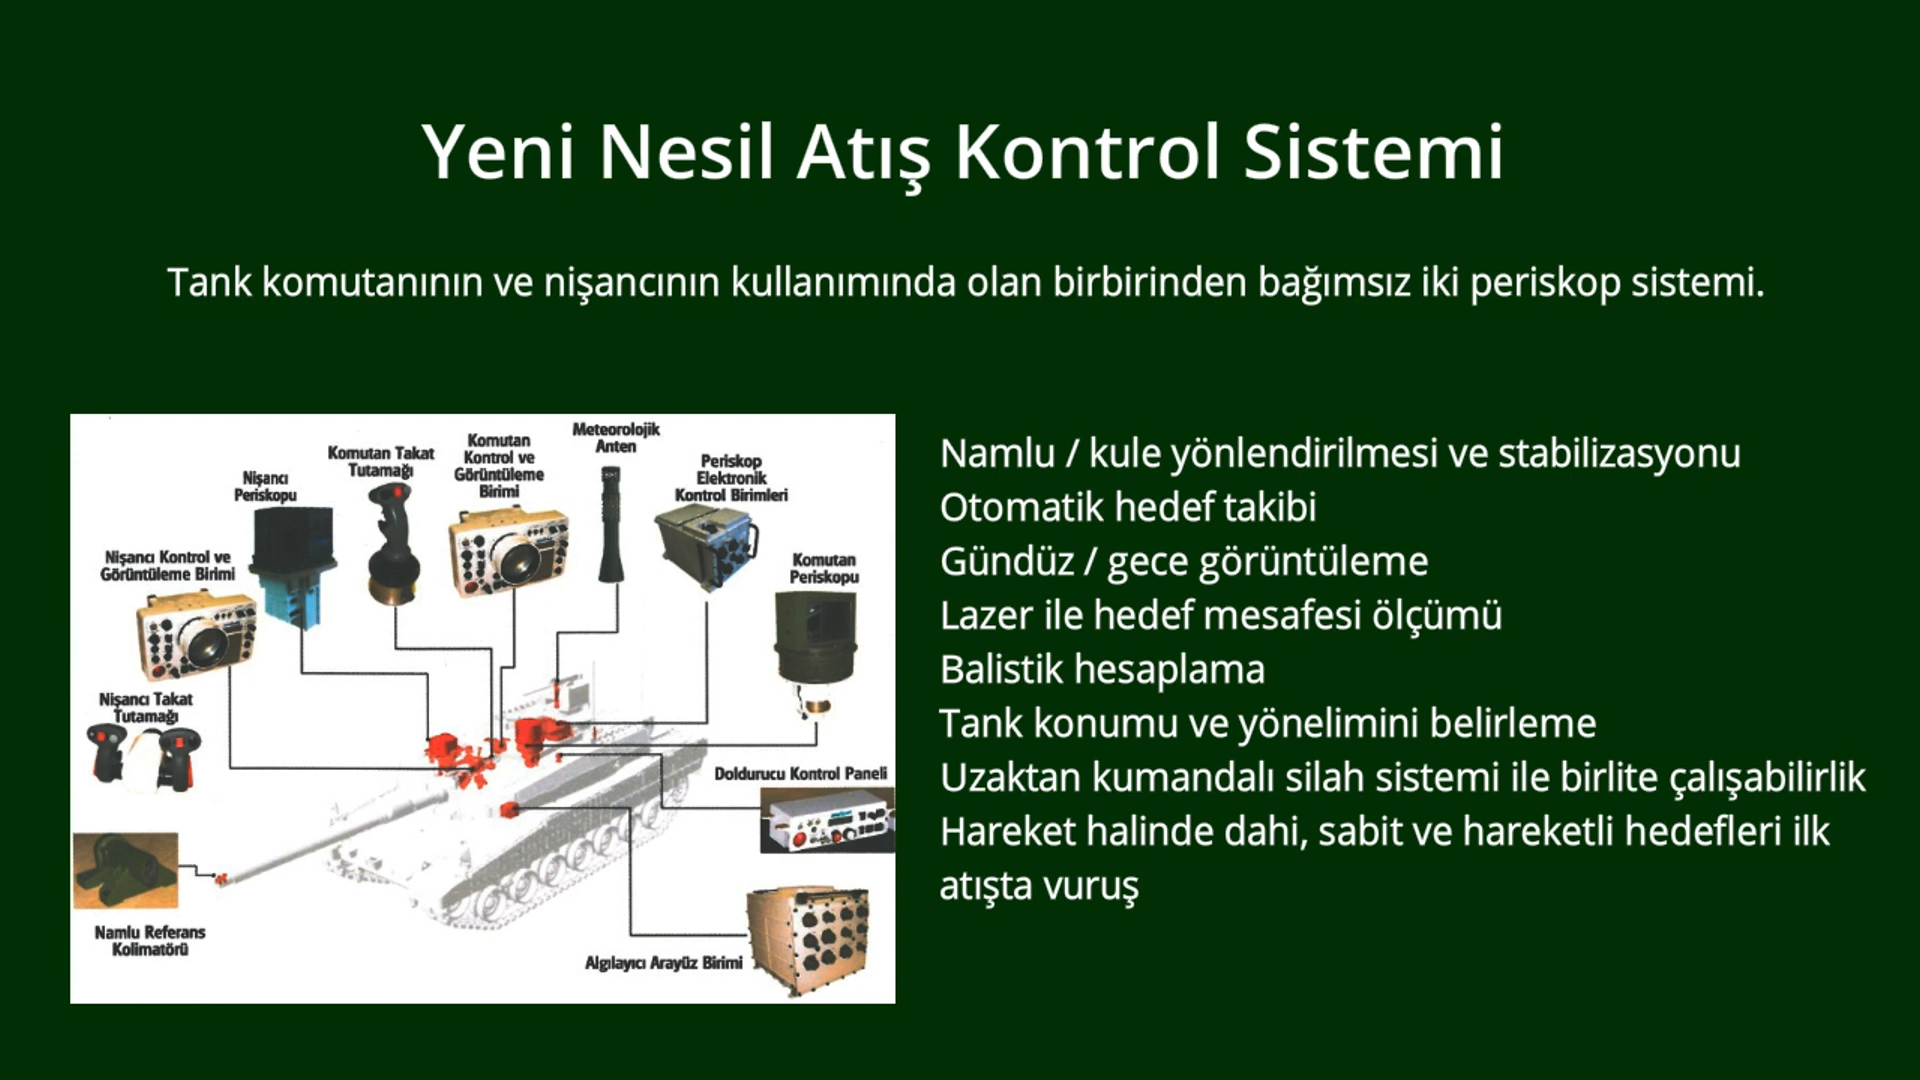 Yeni Nesil Atış Kontrol Sistemi
Tank komutanının ve nişancının kullanımında olan birbirinden bağımsız iki periskop sistemi.
Meteorolojik
Anten
Komutan
Kontrol ve
Görüntüleme
Birimi
Komutan Takat
Tutamağı
Periskop
Elektronik
Kontrol Birimleri
Nişancı
Periskopu
Nişancı Kontrol ve
Görüntüleme Birimi
Komutan
Periskopu
Nişancı Takat
Tutamağı
Doldurucu Kontrol Paneli
Namlu Referans
Kolimatörü
Algılayıcı Arayüz Birimi
Namlu / kule yönlendirilmesi ve stabilizasyonu
Otomatik hedef takibi
Gündüz / gece görüntüleme
Lazer ile hedef mesafesi ölçümü
Balistik hesaplama
Tank konumu ve yönelimini belirleme
Uzaktan kumandalı silah sistemi ile birlite çalışabilirlik
Hareket halinde dahi, sabit ve hareketli hedefleri ilk
atışta vuruş